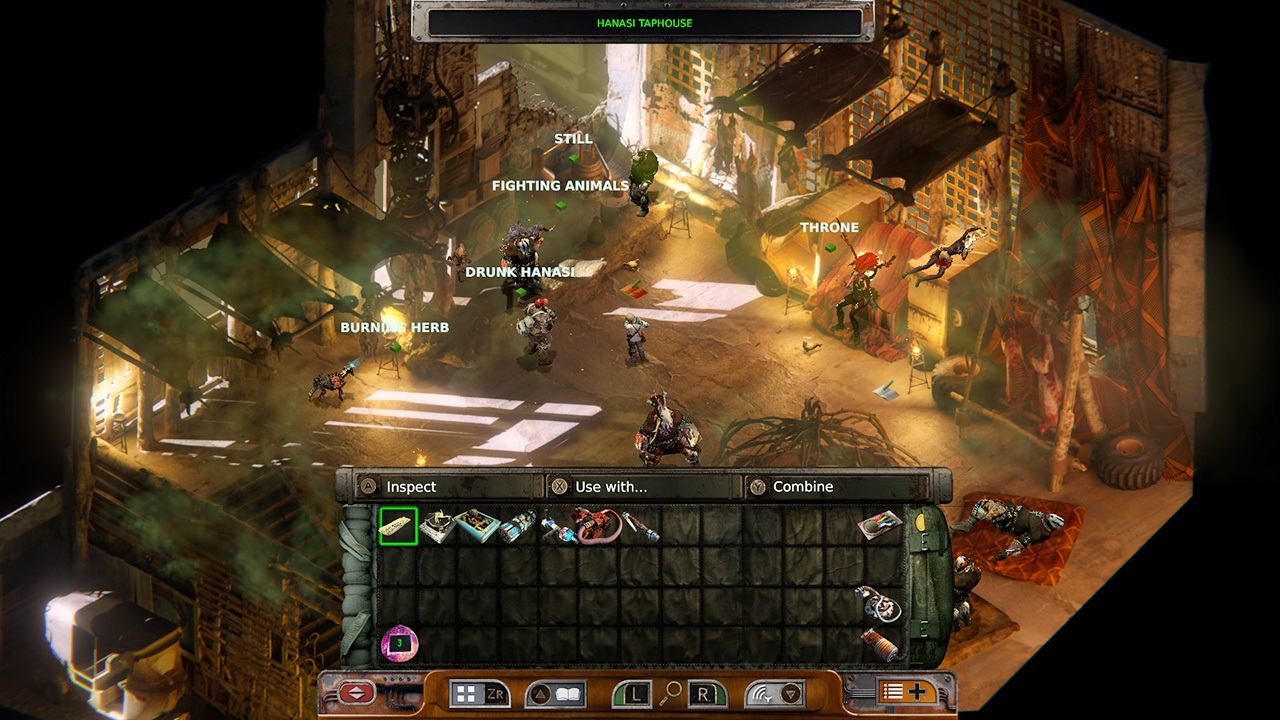 HANASI TAPHOUSE
STILL
FIGHTING ANIMALS
THRONE
DRUNK HANASI
BURNING HERB
A Inspect
X Use with...
Y Combine
3
ZR
L
R